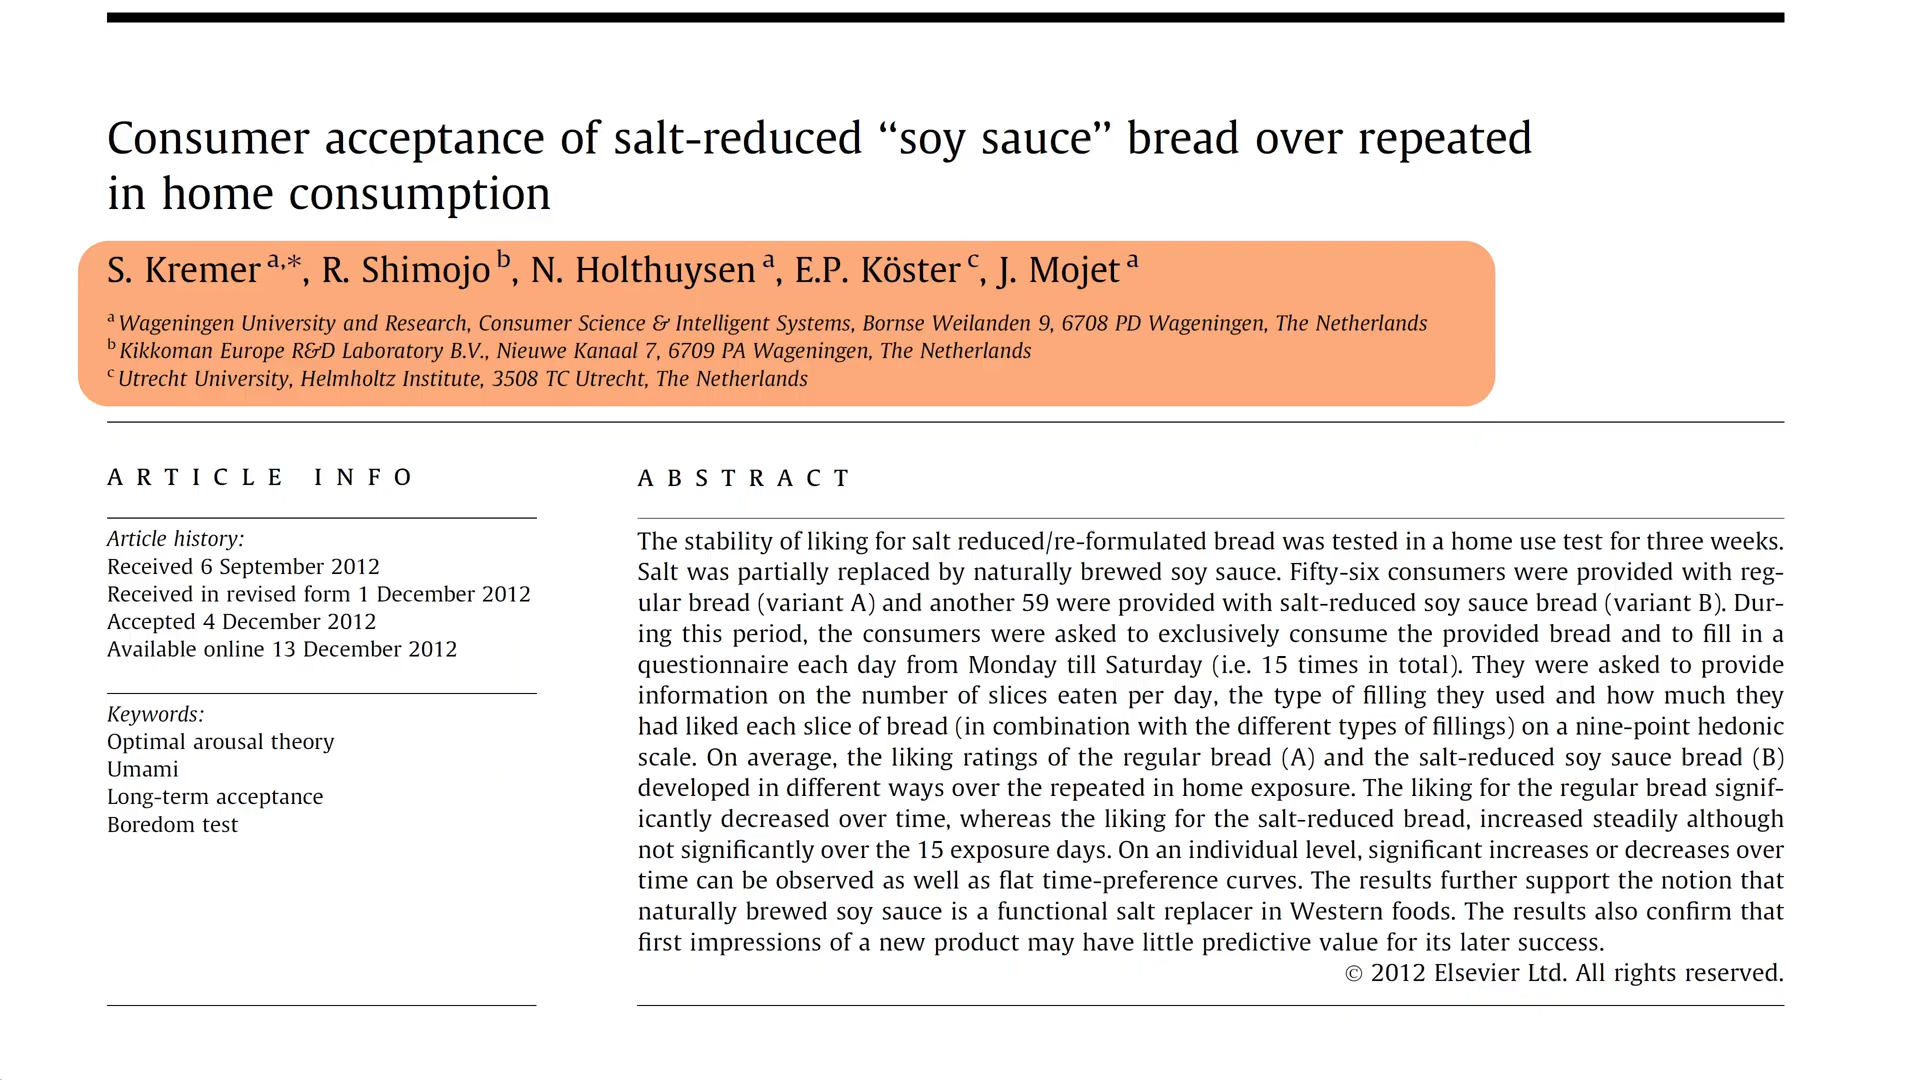 Consumer acceptance of salt-reduced “soy sauce” bread over repeated
in home consumption
S. Kremer a,*, R. Shimojo b, N. Holthuysen a, E.P. Köster c, J. Mojet a
a Wageningen University and Research, Consumer Science & Intelligent Systems, Bornse Weilanden 9, 6708 PD Wageningen, The Netherlands
b Kikkoman Europe R&D Laboratory B.V., Nieuwe Kanaal 7, 6709 PA Wageningen, The Netherlands
c Utrecht University, Helmholtz Institute, 3508 TC Utrecht, The Netherlands
ARTICLE INFO
Article history:
Received 6 September 2012
Received in revised form 1 December 2012
Accepted 4 December 2012
Available online 13 December 2012
Keywords:
Optimal arousal theory
Umami
Long-term acceptance
Boredom test
ABSTRACT
The stability of liking for salt reduced/re-formulated bread was tested in a home use test for three weeks.
Salt was partially replaced by naturally brewed soy sauce. Fifty-six consumers were provided with reg-
ular bread (variant A) and another 59 were provided with salt-reduced soy sauce bread (variant B). Dur-
ing this period, the consumers were asked to exclusively consume the provided bread and to fill in a
questionnaire each day from Monday till Saturday (i.e. 15 times in total). They were asked to provide
information on the number of slices eaten per day, the type of filling they used and how much they
had liked each slice of bread (in combination with the different types of fillings) on a nine-point hedonic
scale. On average, the liking ratings of the regular bread (A) and the salt-reduced soy sauce bread (B)
developed in different ways over the repeated in home exposure. The liking for the regular bread signif-
icantly decreased over time, whereas the liking for the salt-reduced bread, increased steadily although
not significantly over the 15 exposure days. On an individual level, significant increases or decreases over
time can be observed as well as flat time-preference curves. The results further support the notion that
naturally brewed soy sauce is a functional salt replacer in Western foods. The results also confirm that
first impressions of a new product may have little predictive value for its later success.
© 2012 Elsevier Ltd. All rights reserved.